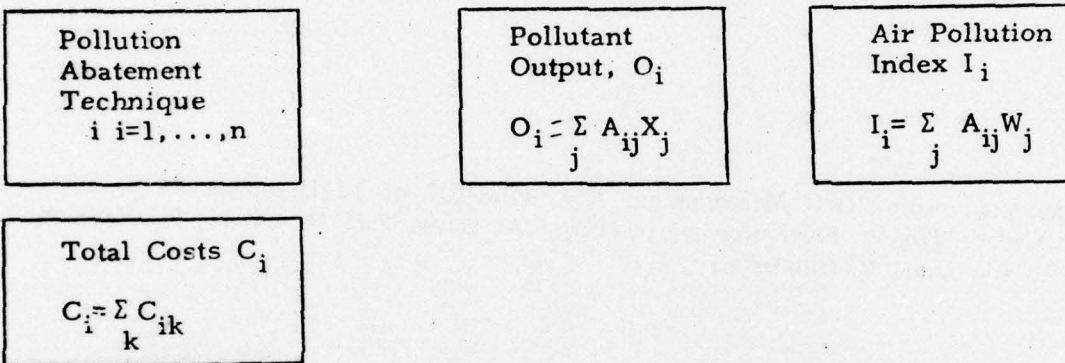 Pollution
Abatement
Technique
i i=1,...,n
Pollutant
Output, O_i
O_i = Σ_j A_ij X_j
Air Pollution
Index I_i
I_i = Σ_j A_ij W_j
Total Costs C_i
C_i = Σ_k C_ik